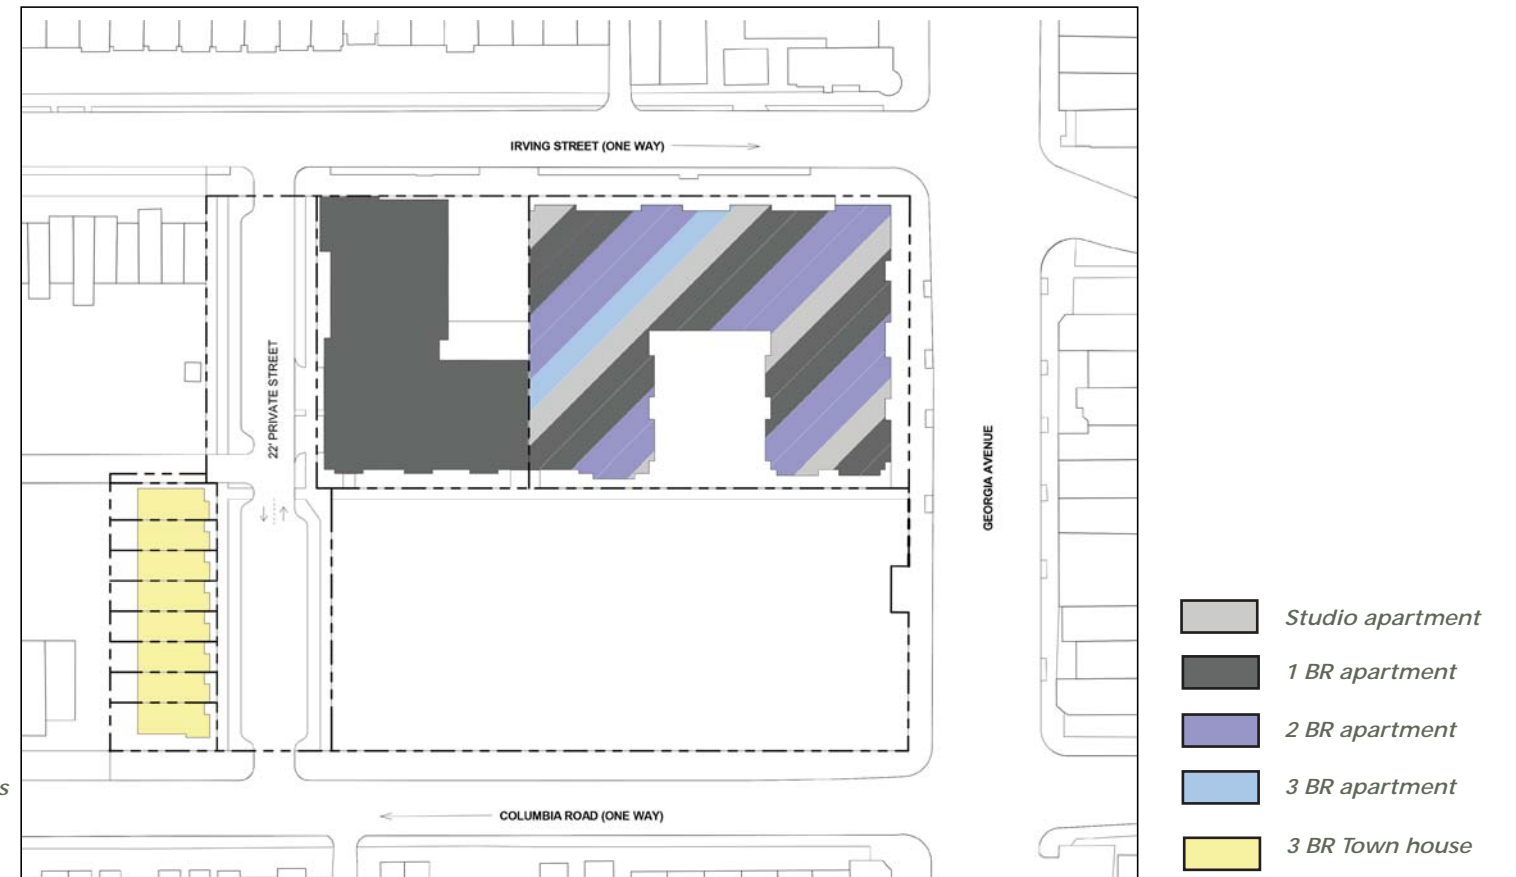 IRVING STREET (ONE WAY)
22' PRIVATE STREET
GEORGIA AVENUE
COLUMBIA ROAD (ONE WAY)
s
Studio apartment
1 BR apartment
2 BR apartment
3 BR apartment
3 BR Town house